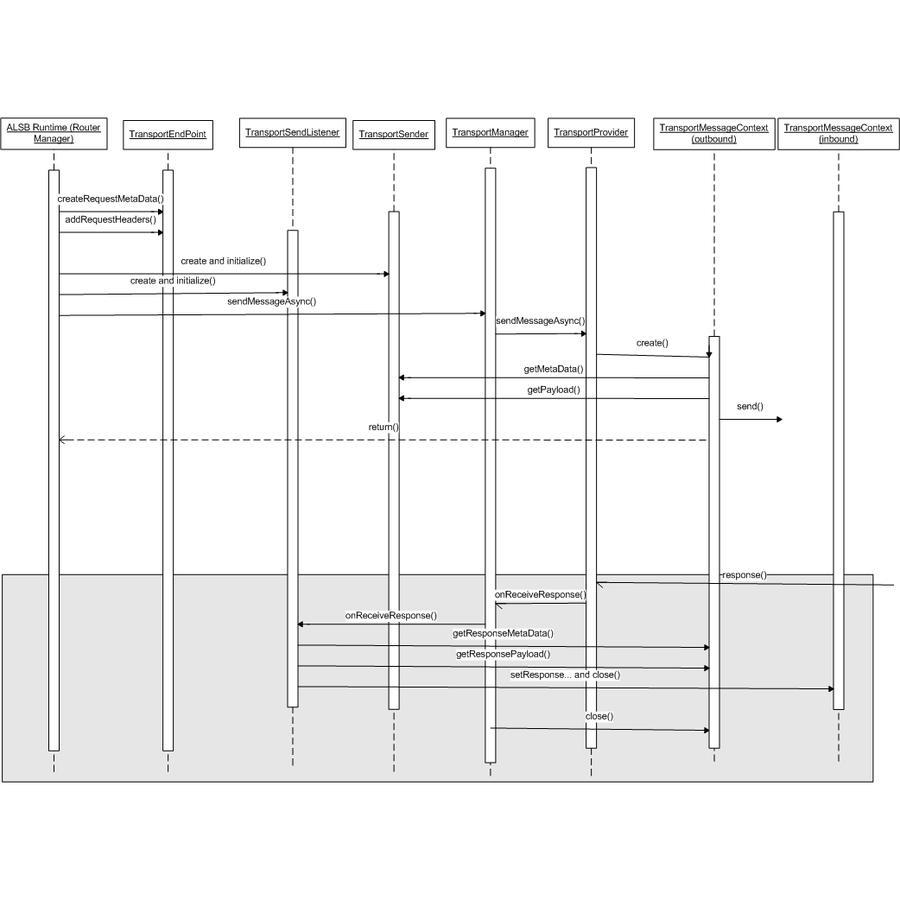 ALSB Runtime (Router
Manager)
TransportEndPoint
TransportSendListener
TransportSender
TransportManager
TransportProvider
TransportMessageContext
(outbound)
TransportMessageContext
(inbound)
createRequestMetaData()
addRequestHeaders()
create and initialize()
create and initialize()
sendMessageAsync()
sendMessageAsync()
create()
getMetaData()
getPayload()
send()
return()
response()
onReceiveResponse()
onReceiveResponse()
getResponseMetaData()
getResponsePayload()
setResponse... and close()
close()